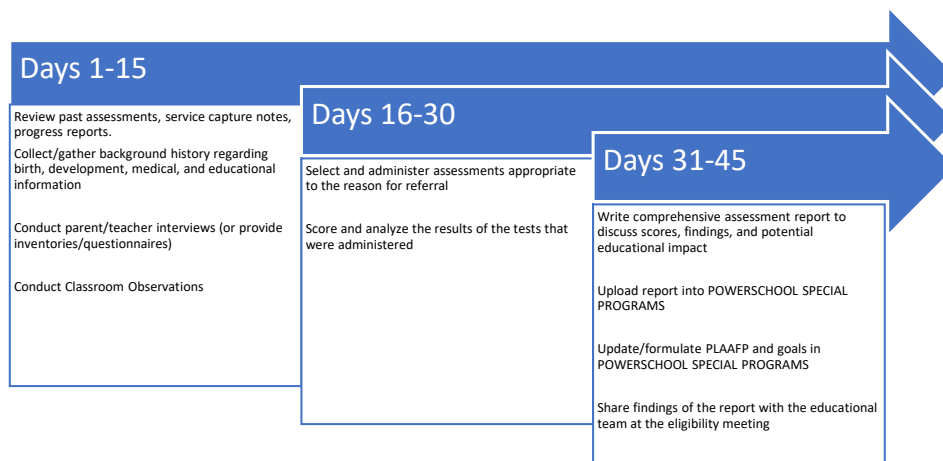 Days 1-15
Review past assessments, service capture notes,
progress reports.
Collect/gather background history regarding
birth, development, medical, and educational
information
Conduct parent/teacher interviews (or provide
inventories/questionnaires)
Conduct Classroom Observations
Days 16-30
Select and administer assessments appropriate
to the reason for referral
Score and analyze the results of the tests that
were administered
Days 31-45
Write comprehensive assessment report to
discuss scores, findings, and potential
educational impact
Upload report into POWERSCHOOL SPECIAL
PROGRAMS
Update/formulate PLAAFP and goals in
POWERSCHOOL SPECIAL PROGRAMS
Share findings of the report with the educational
team at the eligibility meeting